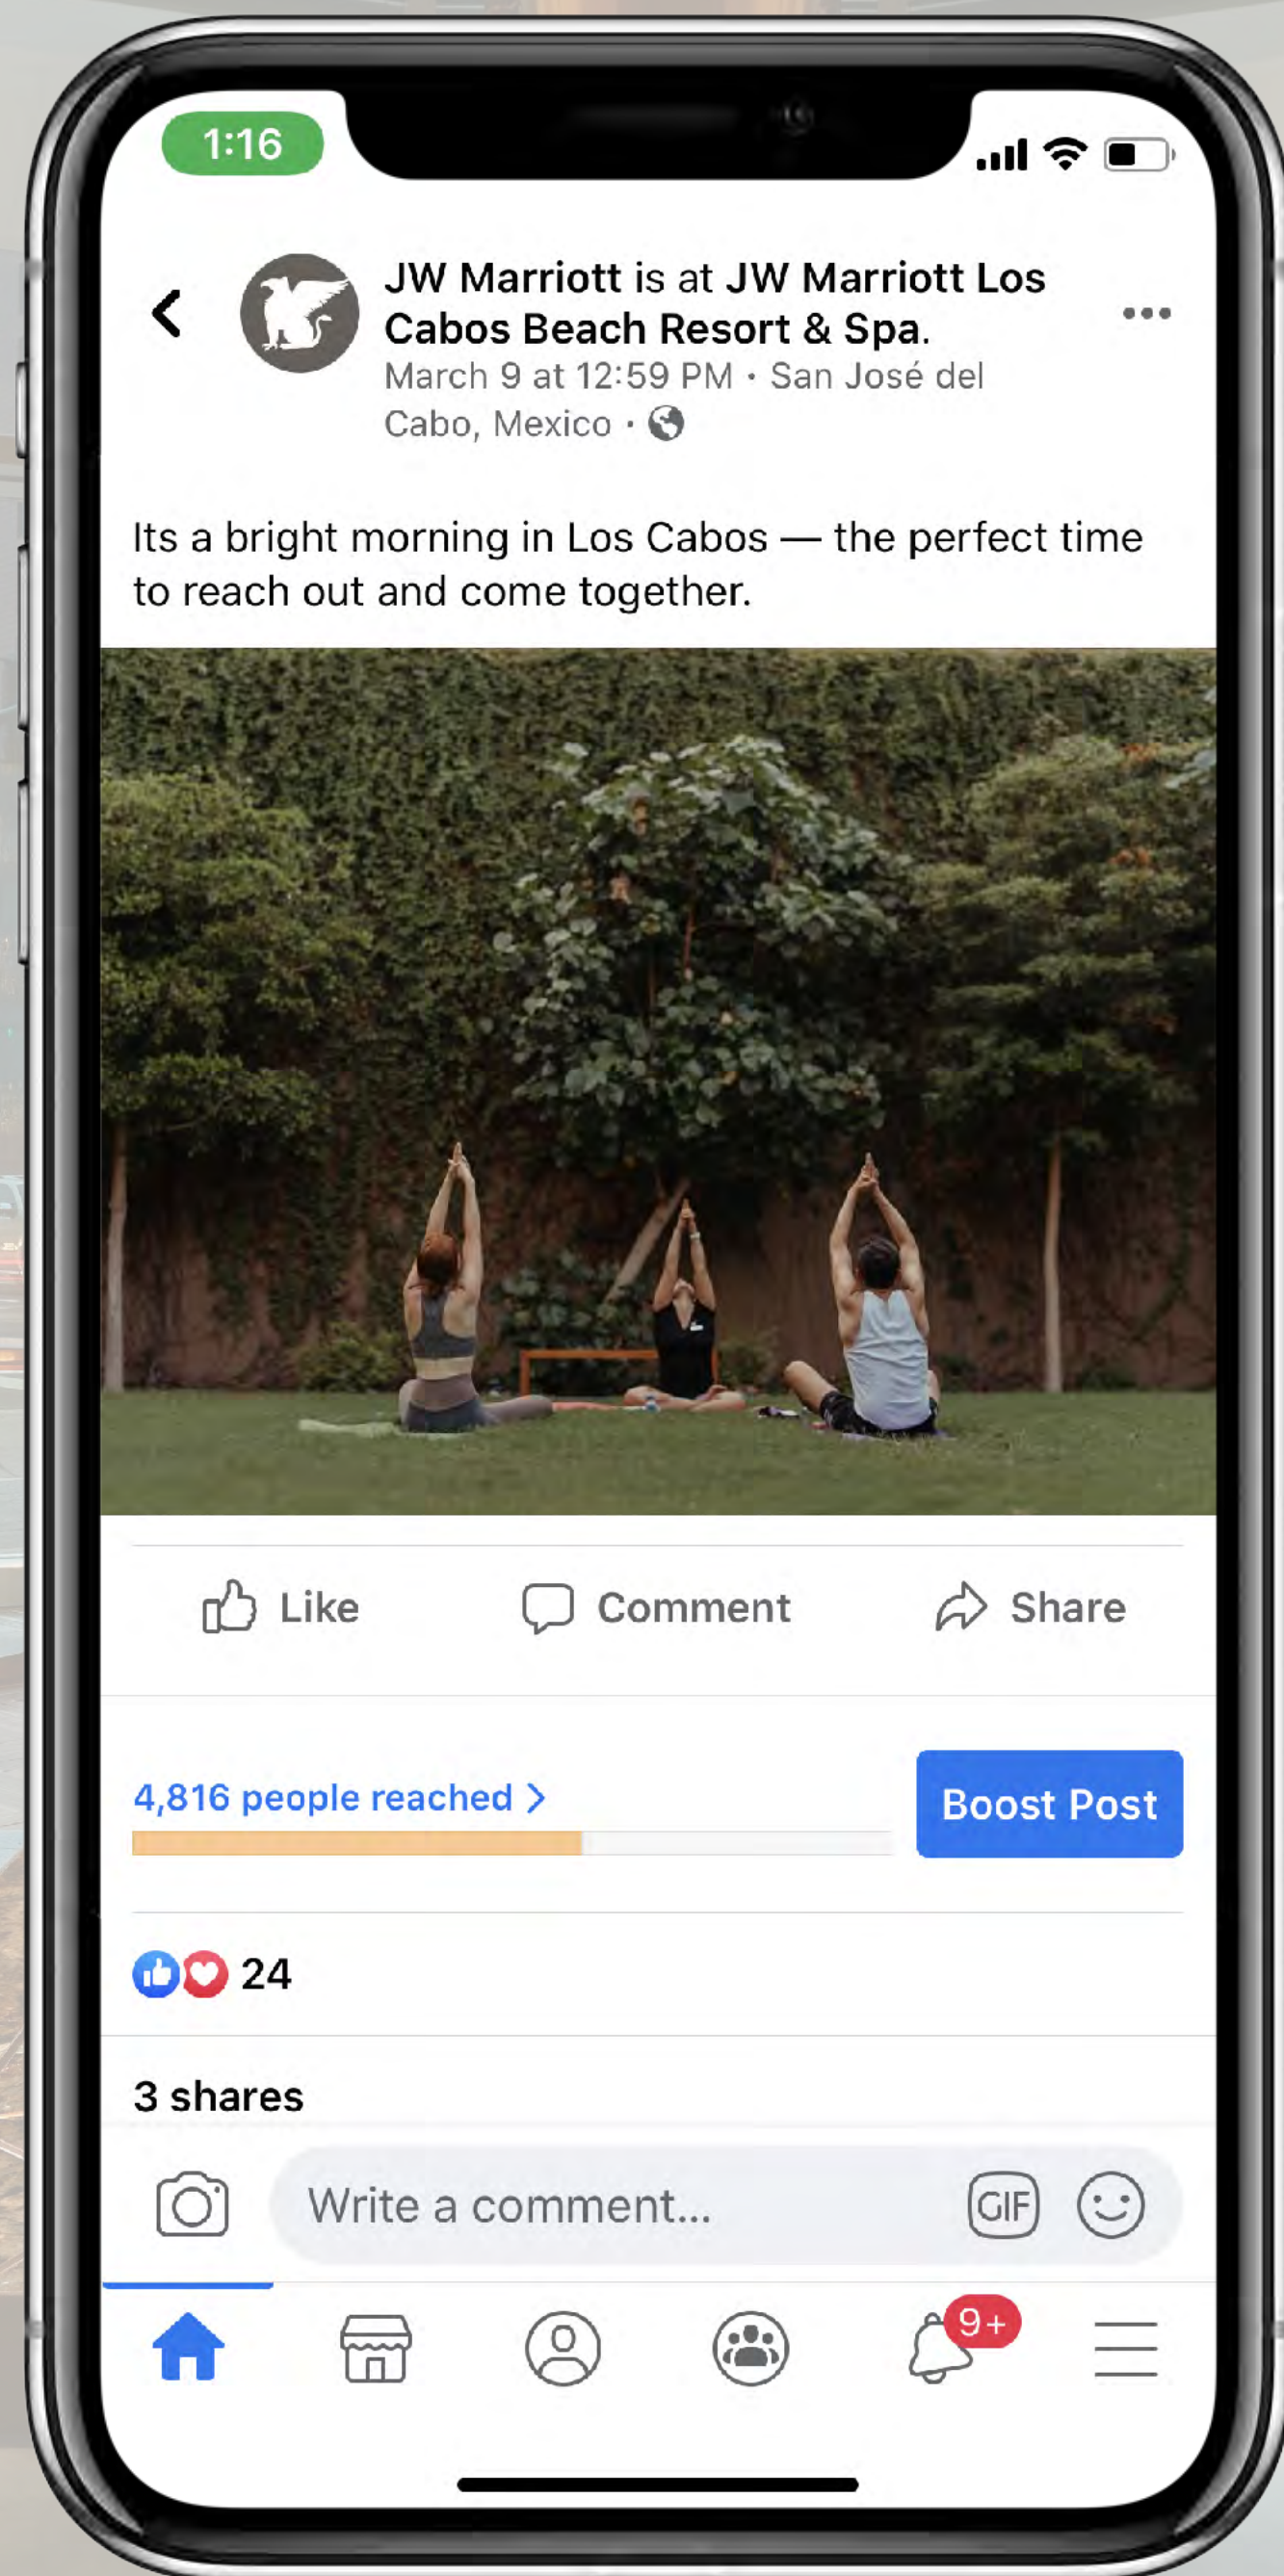 1:16
JW Marriott is at JW Marriott Los
Cabos Beach Resort & Spa.
March 9 at 12:59 PM · San José del
Cabo, Mexico ·
Its a bright morning in Los Cabos — the perfect time
to reach out and come together.
Like
Comment
Share
4,816 people reached
Boost Post
24
3 shares
Write a comment...
GIF
9+